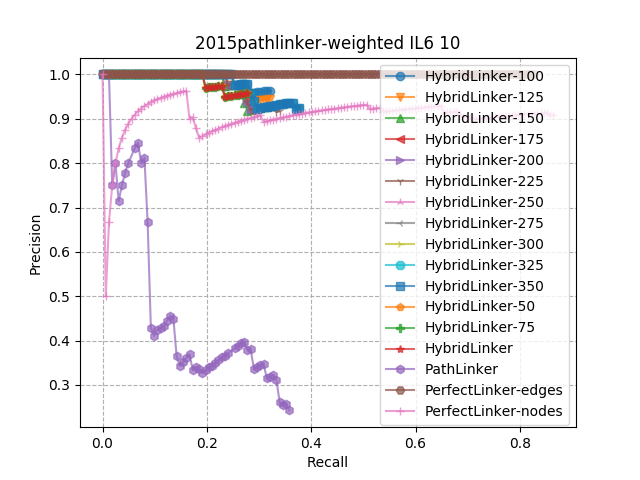 2015pathlinker-weighted IL6 10
1.0
0.9
0.8
0.7
0.6
0.5
0.4
0.3
Precision
0.0
0.2
0.4
0.6
0.8
Recall
HybridLinker-100
HybridLinker-125
HybridLinker-150
HybridLinker-175
HybridLinker-200
HybridLinker-225
HybridLinker-250
HybridLinker-275
HybridLinker-300
HybridLinker-325
HybridLinker-350
HybridLinker-50
HybridLinker-75
HybridLinker
PathLinker
PerfectLinker-edges
PerfectLinker-nodes